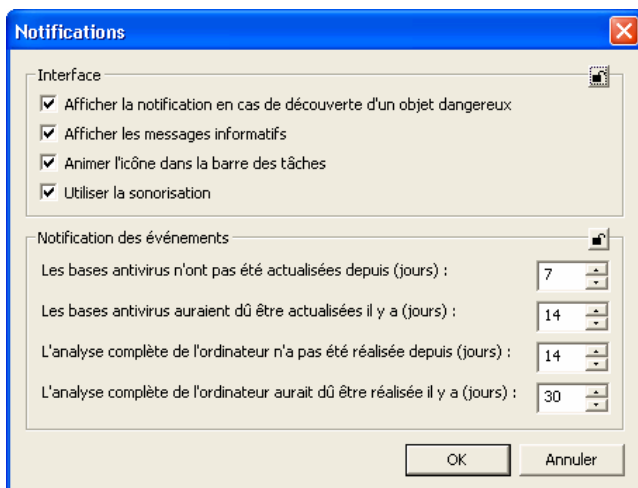 Notifications
Interface
Afficher la notification en cas de découverte d'un objet dangereux
Afficher les messages informatifs
Animer l'icône dans la barre des tâches
Utiliser la sonorisation
Notification des événements
Les bases antivirus n'ont pas été actualisées depuis (jours) : 7
Les bases antivirus auraient dû être actualisées il y a (jours) : 14
L'analyse complète de l'ordinateur n'a pas été réalisée depuis (jours) : 14
L'analyse complète de l'ordinateur aurait dû être réalisée il y a (jours) : 30
OK Annuler